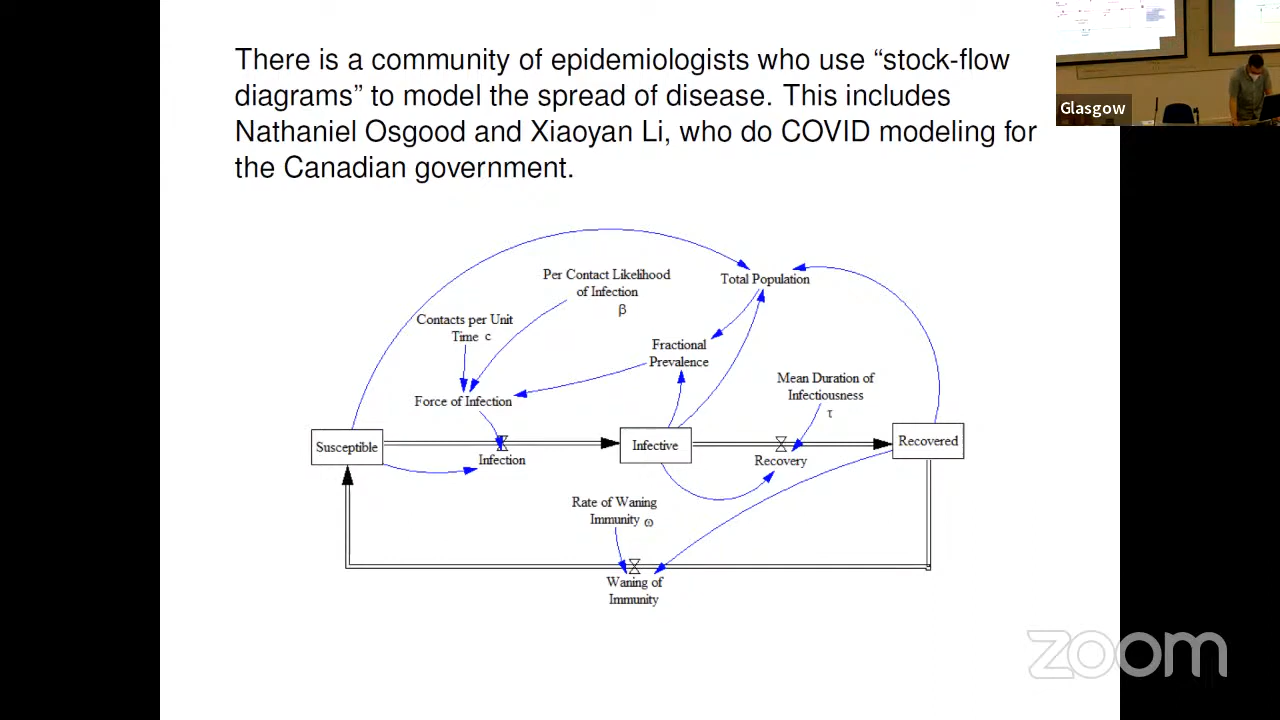 There is a community of epidemiologists who use “stock-flow
diagrams” to model the spread of disease. This includes
Nathaniel Osgood and Xiaoyan Li, who do COVID modeling for
the Canadian government.
Glasgow
Total Population
Per Contact Likelihood
of Infection
β
Contacts per Unit
Time c
Fractional
Prevalence
Mean Duration of
Infectiousness
τ
Force of Infection
Susceptible
Infection
Infective
Recovery
Recovered
Rate of Waning
Immunity ω
Waning of
Immunity
zoom